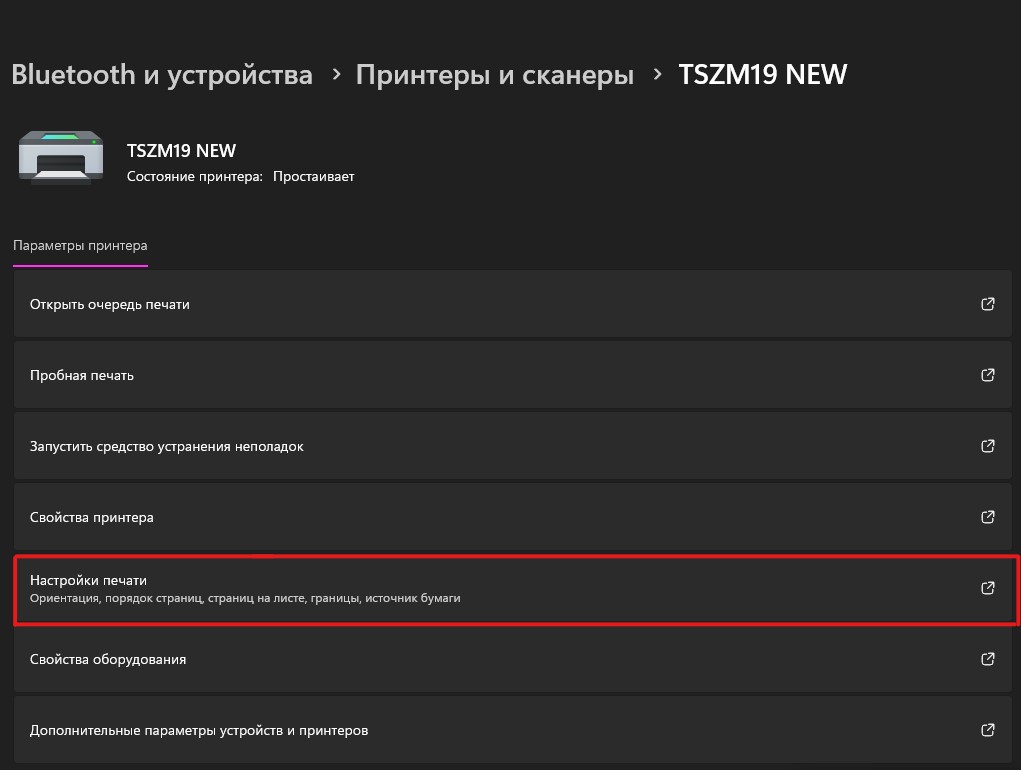 Bluetooth и устройства › Принтеры и сканеры › TSZM19 NEW
TSZM19 NEW
Состояние принтера: Простаивает
Параметры принтера
Открыть очередь печати
Пробная печать
Запустить средство устранения неполадок
Свойства принтера
Настройки печати
Ориентация, порядок страниц, страниц на листе, границы, источник бумаги
Свойства оборудования
Дополнительные параметры устройств и принтеров